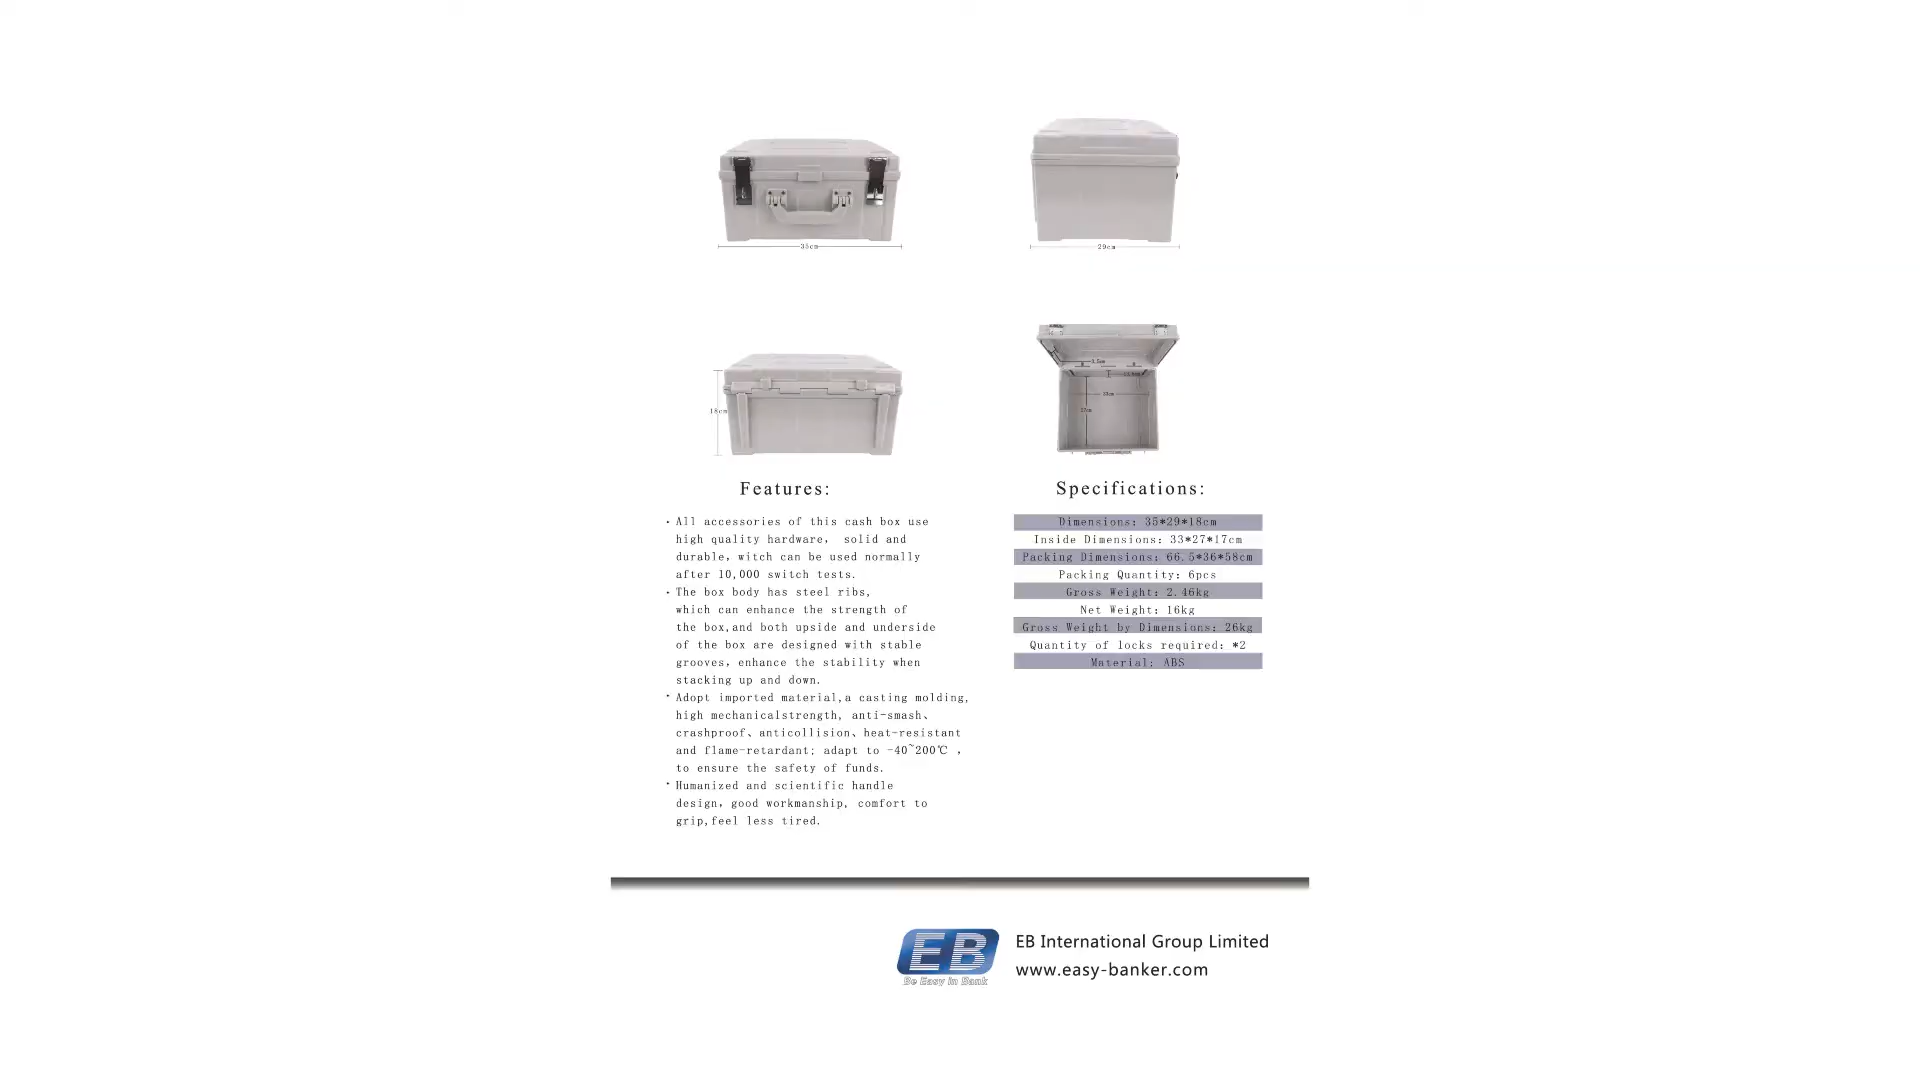 35cm
29cm
18cm
Features:
· All accessories of this cash box use
high quality hardware, solid and
durable, witch can be used normally
after 10,000 switch tests.
· The box body has steel ribs,
which can enhance the strength of
the box,and both upside and underside
of the box are designed with stable
grooves, enhance the stability when
stacking up and down.
· Adopt imported material,a casting molding,
high mechanicalstrength, anti-smash、
crashproof、anticollision、heat-resistant
and flame-retardant; adapt to -40~200℃ ,
to ensure the safety of funds.
· Humanized and scientific handle
design, good workmanship, comfort to
grip,feel less tired.
Specifications:
Dimensions: 35*29*18cm
Inside Dimensions: 33*27*17cm
Packing Dimensions: 66.5*36*58cm
Packing Quantity: 6pcs
Gross Weight: 2.46kg
Net Weight: 16kg
Gross Weight by Dimensions: 26kg
Quantity of locks required: *2
Material: ABS
EB
Be Easy In Bank
EB International Group Limited
www.easy-banker.com